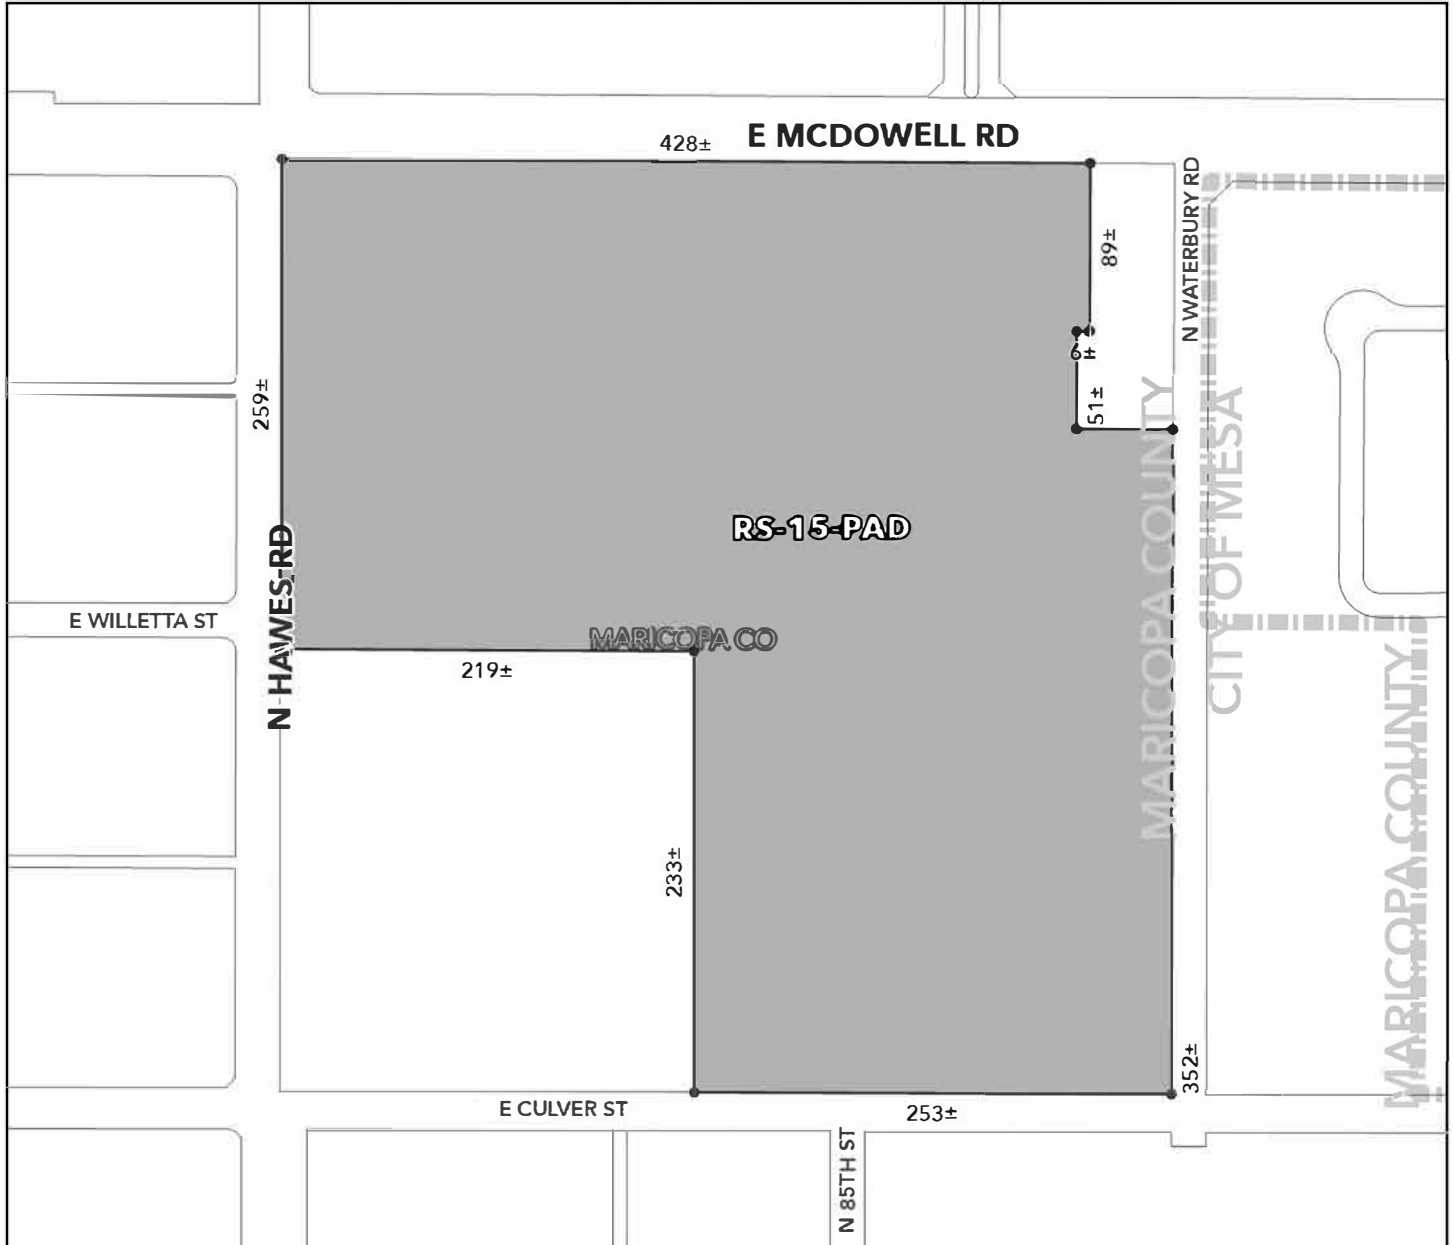 428±
E MCDOWELL RD
N WATERBURY RD
89±
6±
51±
259±
RS-15-PAD
MARICOPA COUNTY
CITY OF MESA
N HAWES RD
E WILLETTA ST
MARICOPA CO
219±
MARICOPA COUNTY
233±
352±
E CULVER ST
253±
N 85TH ST